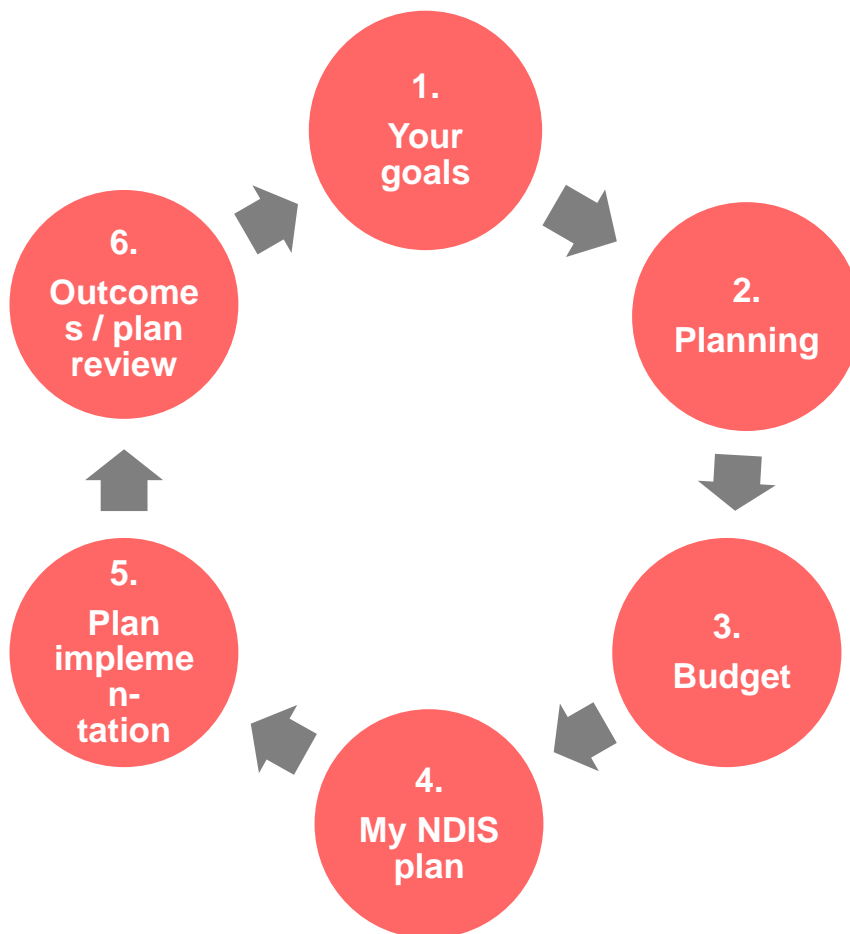 1.
Your
goals
2.
Planning
3.
Budget
4.
My NDIS
plan
5.
Plan
impleme
n-
tation
6.
Outcome
s / plan
review